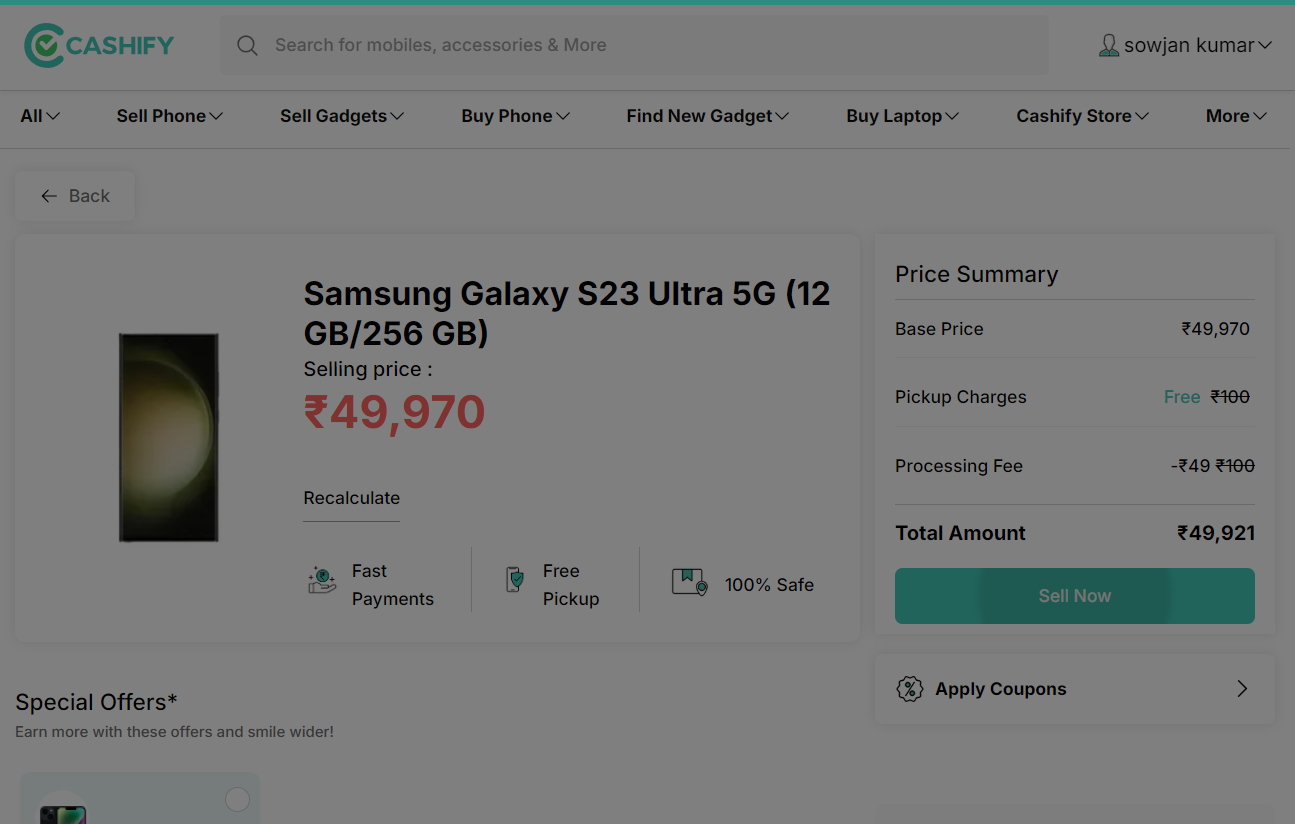 CASHIFY
Search for mobiles, accessories & More
sowjan kumar
All
Sell Phone
Sell Gadgets
Buy Phone
Find New Gadget
Buy Laptop
Cashify Store
More
Back
Samsung Galaxy S23 Ultra 5G (12
GB/256 GB)
Selling price :
₹49,970
Recalculate
Fast
Payments
Free
Pickup
100% Safe
Price Summary
Base Price ₹49,970
Pickup Charges Free ₹100
Processing Fee -₹49 ₹100
Total Amount ₹49,921
Sell Now
Apply Coupons
Special Offers*
Earn more with these offers and smile wider!